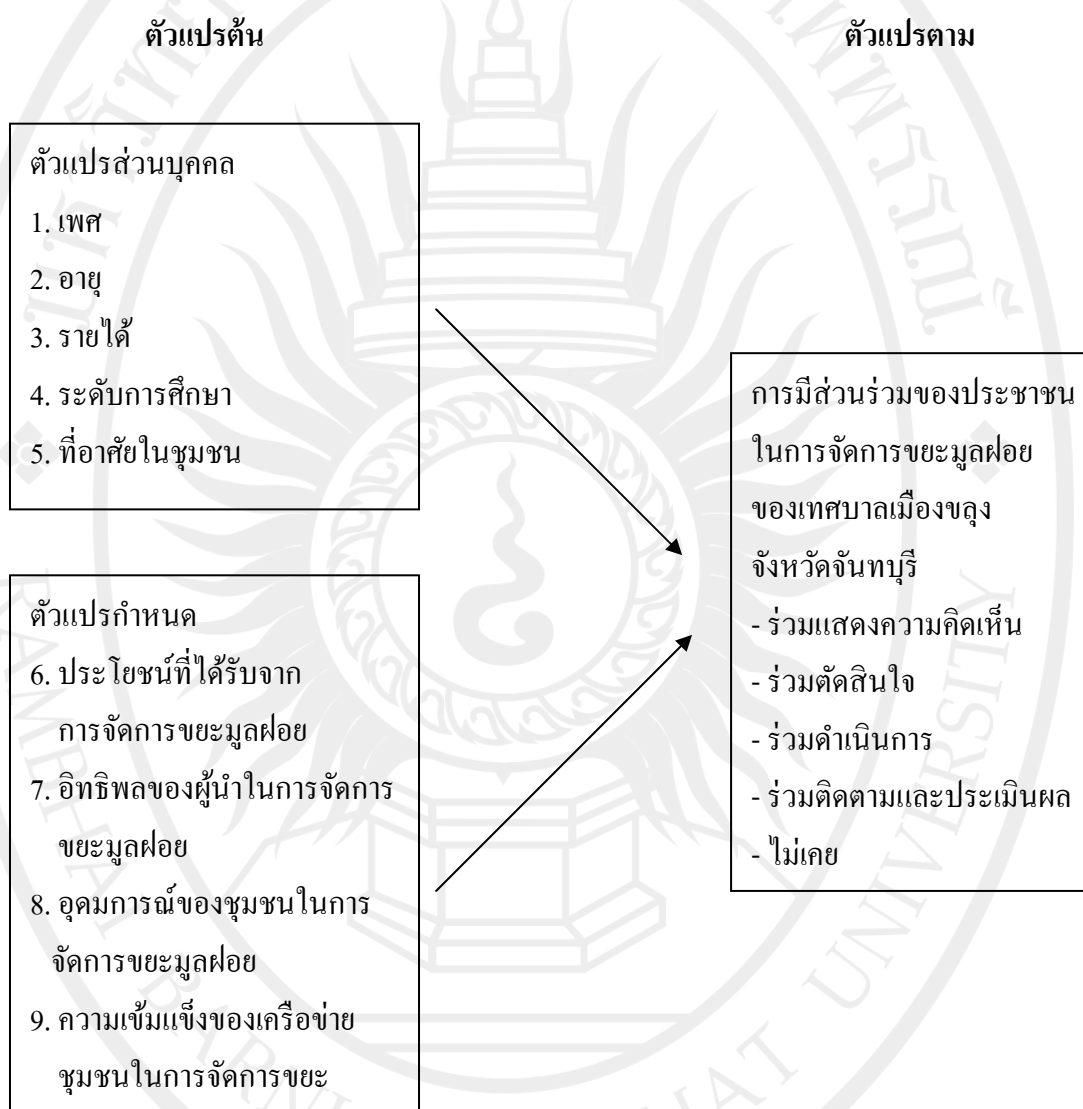 ตัวแปรต้น
ตัวแปรส่วนบุคคล
1. เพศ
2. อายุ
3. รายได้
4. ระดับการศึกษา
5. ที่อาศัยในชุมชน
ตัวแปรกำหนด
6. ประโยชน์ที่ได้รับจาก
การจัดการขยะมูลฝอย
7. อิทธิพลของผู้นำในการจัดการ
ขยะมูลฝอย
8. อุดมการณ์ของชุมชนในการ
จัดการขยะมูลฝอย
9. ความเข้มแข็งของเครือข่าย
ชุมชนในการจัดการขยะ
ตัวแปรตาม
การมีส่วนร่วมของประชาชน
ในการจัดการขยะมูลฝอย
ของเทศบาลเมืองขลุง
จังหวัดจันทบุรี
- ร่วมแสดงความคิดเห็น
- ร่วมตัดสินใจ
- ร่วมดำเนินการ
- ร่วมติดตามและประเมินผล
- ไม่เคย
UNIVERSITY